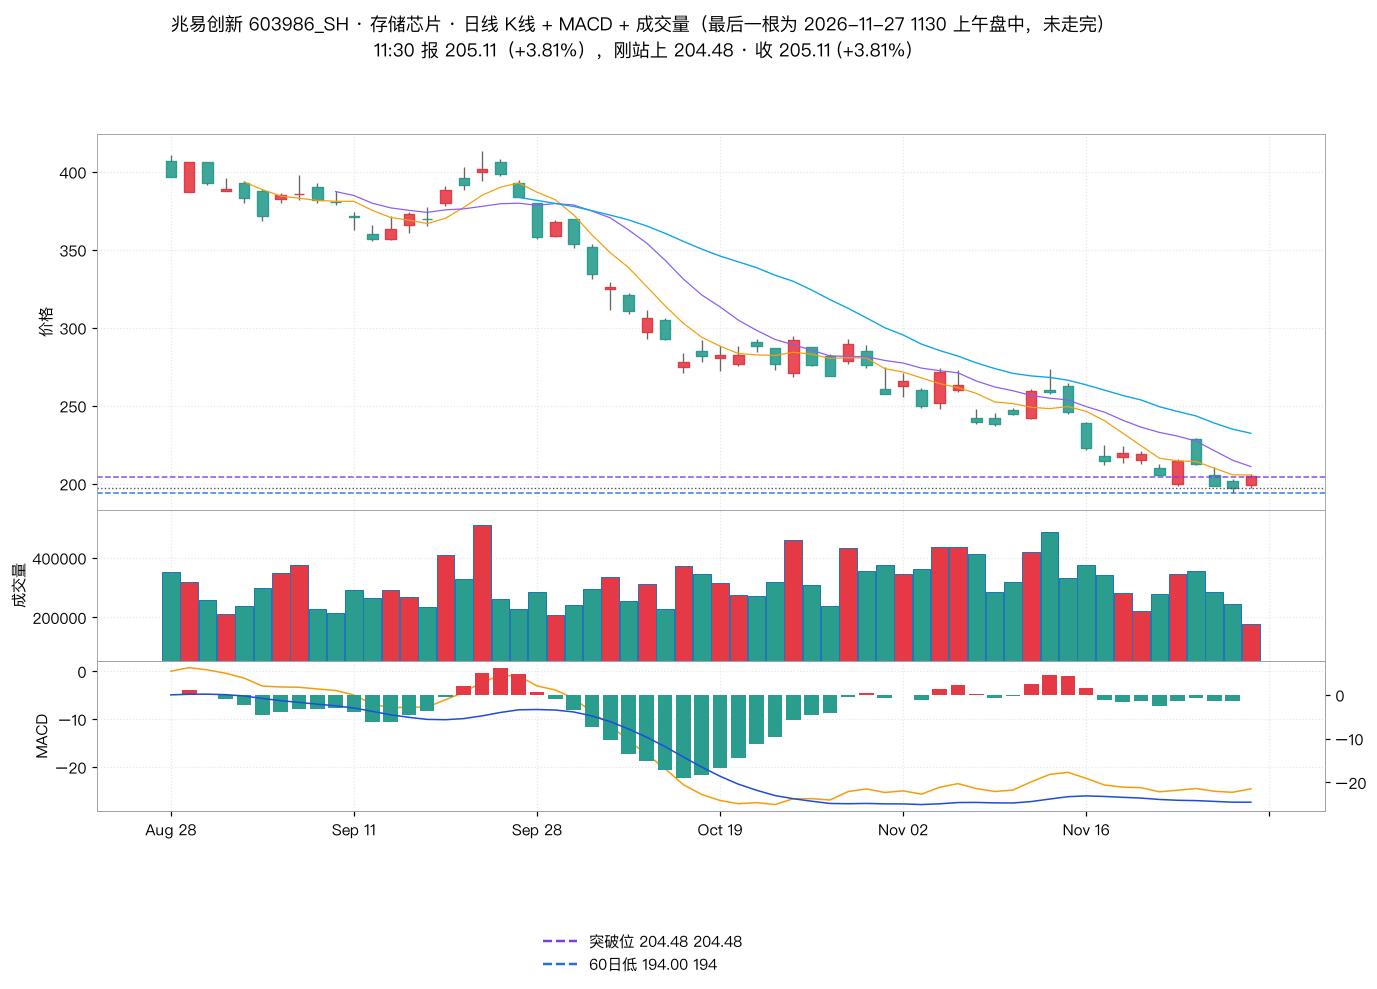 兆易创新 603986_SH · 存储芯片 · 日线 K线 + MACD + 成交量（最后一根为 2026−11−27 1130 上午盘中，未走完）
11:30 报 205.11（+3.81%），刚站上 204.48 · 收 205.11 (+3.81%)
价格
400
350
300
250
200
成交量
400000
200000
MACD
0
−10
−20
0
−10
−20
Aug 28
Sep 11
Sep 28
Oct 19
Nov 02
Nov 16
突破位 204.48 204.48
60日低 194.00 194